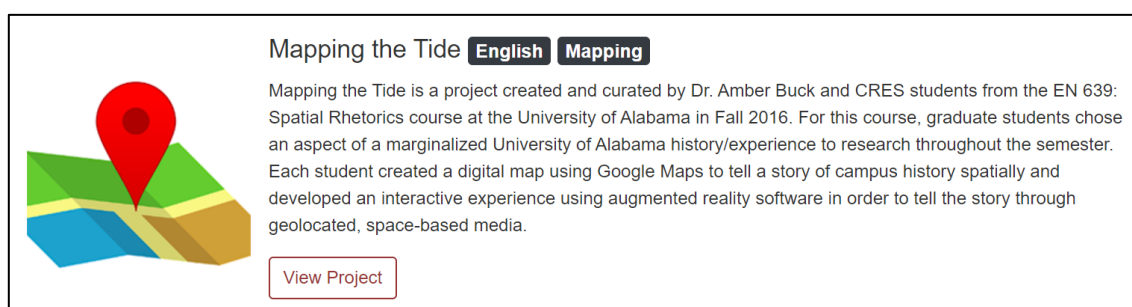 Mapping the Tide English Mapping
Mapping the Tide is a project created and curated by Dr. Amber Buck and CRES students from the EN 639:
Spatial Rhetorics course at the University of Alabama in Fall 2016. For this course, graduate students chose
an aspect of a marginalized University of Alabama history/experience to research throughout the semester.
Each student created a digital map using Google Maps to tell a story of campus history spatially and
developed an interactive experience using augmented reality software in order to tell the story through
geolocated, space-based media.
View Project